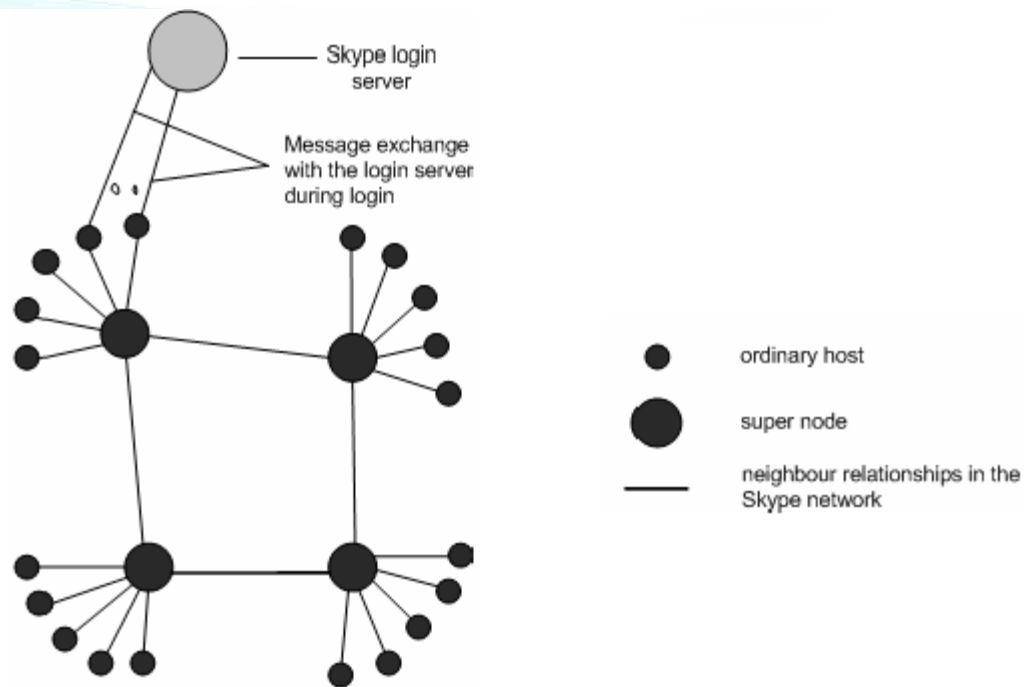 Skype login
server
Message exchange
with the login server
during login
ordinary host
super node
neighbour relationships in the
Skype network